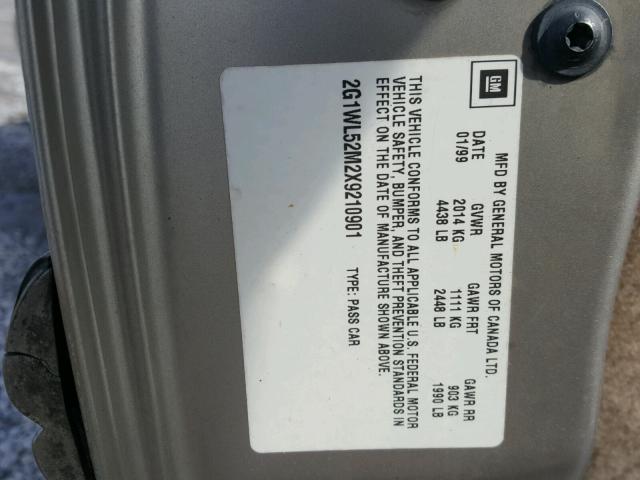 GM
MFD BY GENERAL MOTORS OF CANADA LTD.
DATE GVWR GAWR FRT GAWR RR
01/99 2014 KG 1111 KG 903 KG
4438 LB 2448 LB 1990 LB
THIS VEHICLE CONFORMS TO ALL APPLICABLE U.S. FEDERAL MOTOR
VEHICLE SAFETY, BUMPER, AND THEFT PREVENTION STANDARDS IN
EFFECT ON THE DATE OF MANUFACTURE SHOWN ABOVE.
2G1WL52M2X9210901 TYPE: PASS CAR